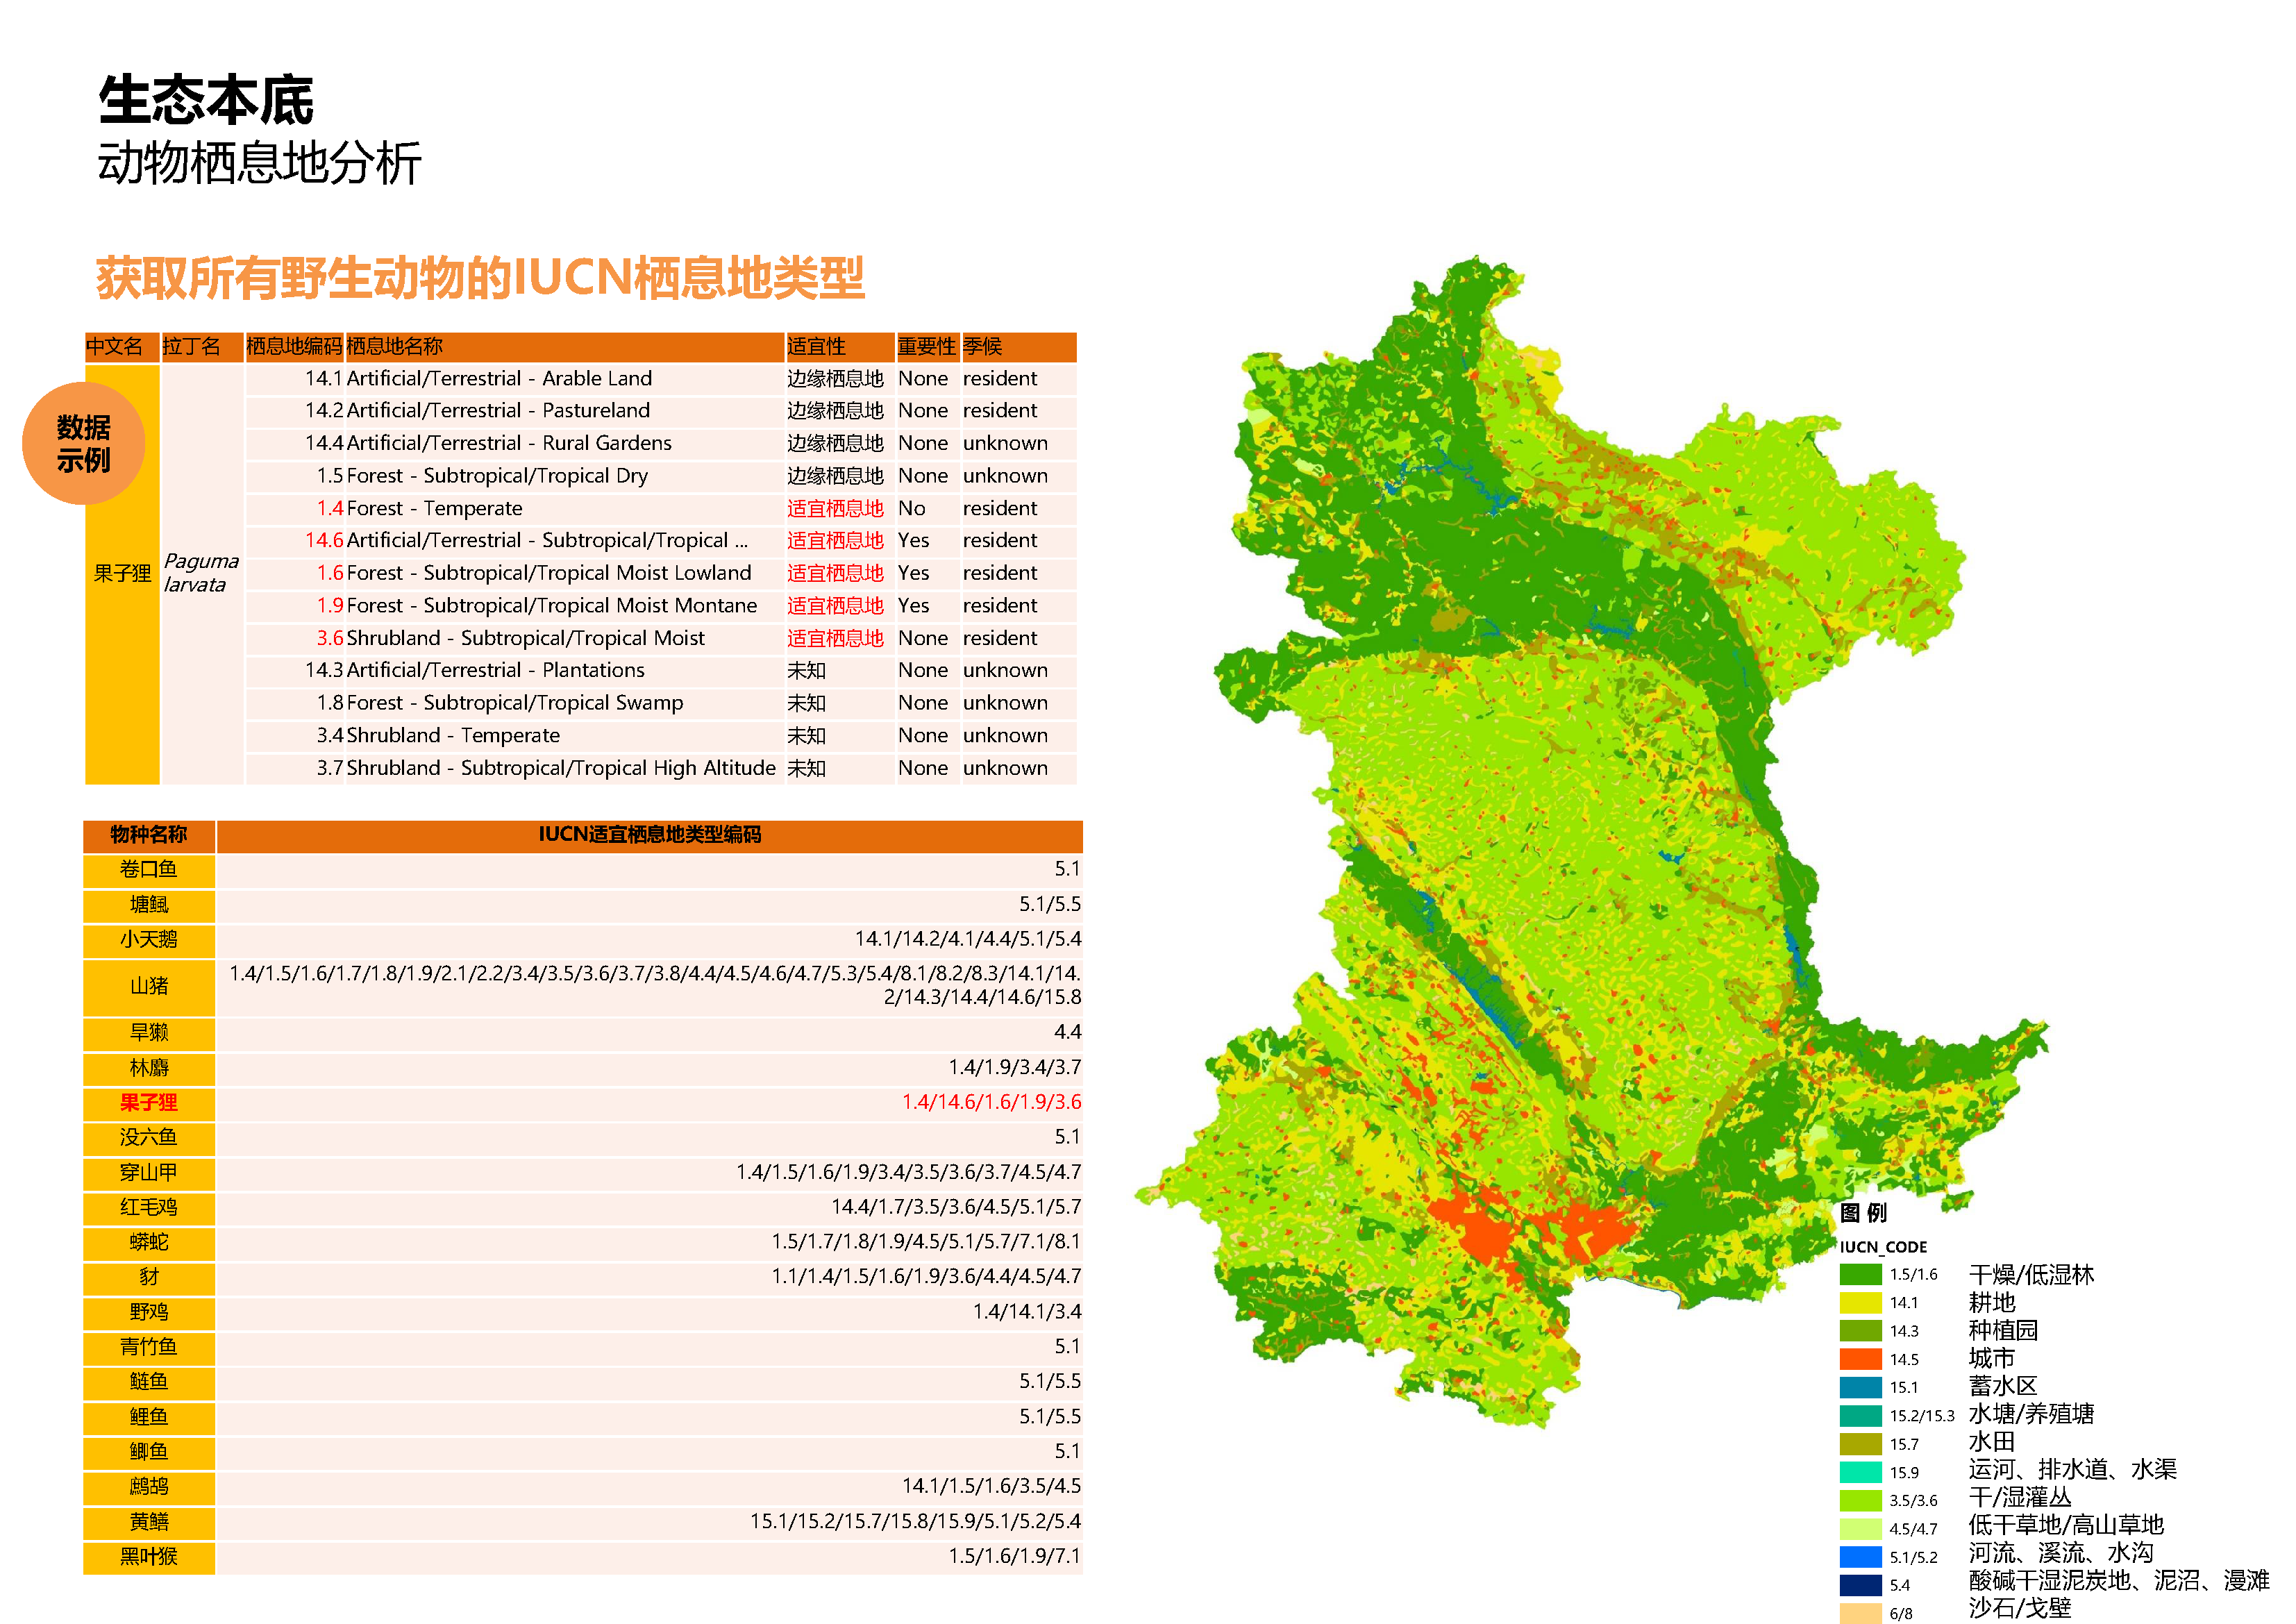 生态本底
动物栖息地分析
获取所有野生动物的IUCN栖息地类型
中文名 拉丁名 栖息地编码 栖息地名称 适宜性 重要性 季候
数据
示例
果子狸 Paguma
larvata
14.1 Artificial/Terrestrial - Arable Land 边缘栖息地 None resident
14.2 Artificial/Terrestrial - Pastureland 边缘栖息地 None resident
14.4 Artificial/Terrestrial - Rural Gardens 边缘栖息地 None unknown
1.5 Forest - Subtropical/Tropical Dry 边缘栖息地 None unknown
1.4 Forest - Temperate 适宜栖息地 No resident
14.6 Artificial/Terrestrial - Subtropical/Tropical ... 适宜栖息地 Yes resident
1.6 Forest - Subtropical/Tropical Moist Lowland 适宜栖息地 Yes resident
1.9 Forest - Subtropical/Tropical Moist Montane 适宜栖息地 Yes resident
3.6 Shrubland - Subtropical/Tropical Moist 适宜栖息地 None resident
14.3 Artificial/Terrestrial - Plantations 未知 None unknown
1.8 Forest - Subtropical/Tropical Swamp 未知 None unknown
3.4 Shrubland - Temperate 未知 None unknown
3.7 Shrubland - Subtropical/Tropical High Altitude 未知 None unknown
物种名称 IUCN适宜栖息地类型编码
卷口鱼 5.1
塘鲺 5.1/5.5
小天鹅 14.1/14.2/4.1/4.4/5.1/5.4
山猪 1.4/1.5/1.6/1.7/1.8/1.9/2.1/2.2/3.4/3.5/3.6/3.7/3.8/4.4/4.5/4.6/4.7/5.3/5.4/8.1/8.2/8.3/14.1/14.
2/14.3/14.4/14.6/15.8
旱獭 4.4
林麝 1.4/1.9/3.4/3.7
果子狸 1.4/14.6/1.6/1.9/3.6
没六鱼 5.1
穿山甲 1.4/1.5/1.6/1.9/3.4/3.5/3.6/3.7/4.5/4.7
红毛鸡 14.4/1.7/3.5/3.6/4.5/5.1/5.7
蟒蛇 1.5/1.7/1.8/1.9/4.5/5.1/5.7/7.1/8.1
豺 1.1/1.4/1.5/1.6/1.9/3.6/4.4/4.5/4.7
野鸡 1.4/14.1/3.4
青竹鱼 5.1
鲢鱼 5.1/5.5
鲤鱼 5.1/5.5
鲫鱼 5.1
鹧鸪 14.1/1.5/1.6/3.5/4.5
黄鳝 15.1/15.2/15.7/15.8/15.9/5.1/5.2/5.4
黑叶猴 1.5/1.6/1.9/7.1
图 例
IUCN_CODE
1.5/1.6 干燥/低湿林
14.1 耕地
14.3 种植园
14.5 城市
15.1 蓄水区
15.2/15.3 水塘/养殖塘
15.7 水田
15.9 运河、排水道、水渠
3.5/3.6 干/湿灌丛
4.5/4.7 低干草地/高山草地
5.1/5.2 河流、溪流、水沟
5.4 酸碱干湿泥炭地、泥沼、漫滩
6/8 沙石/戈壁